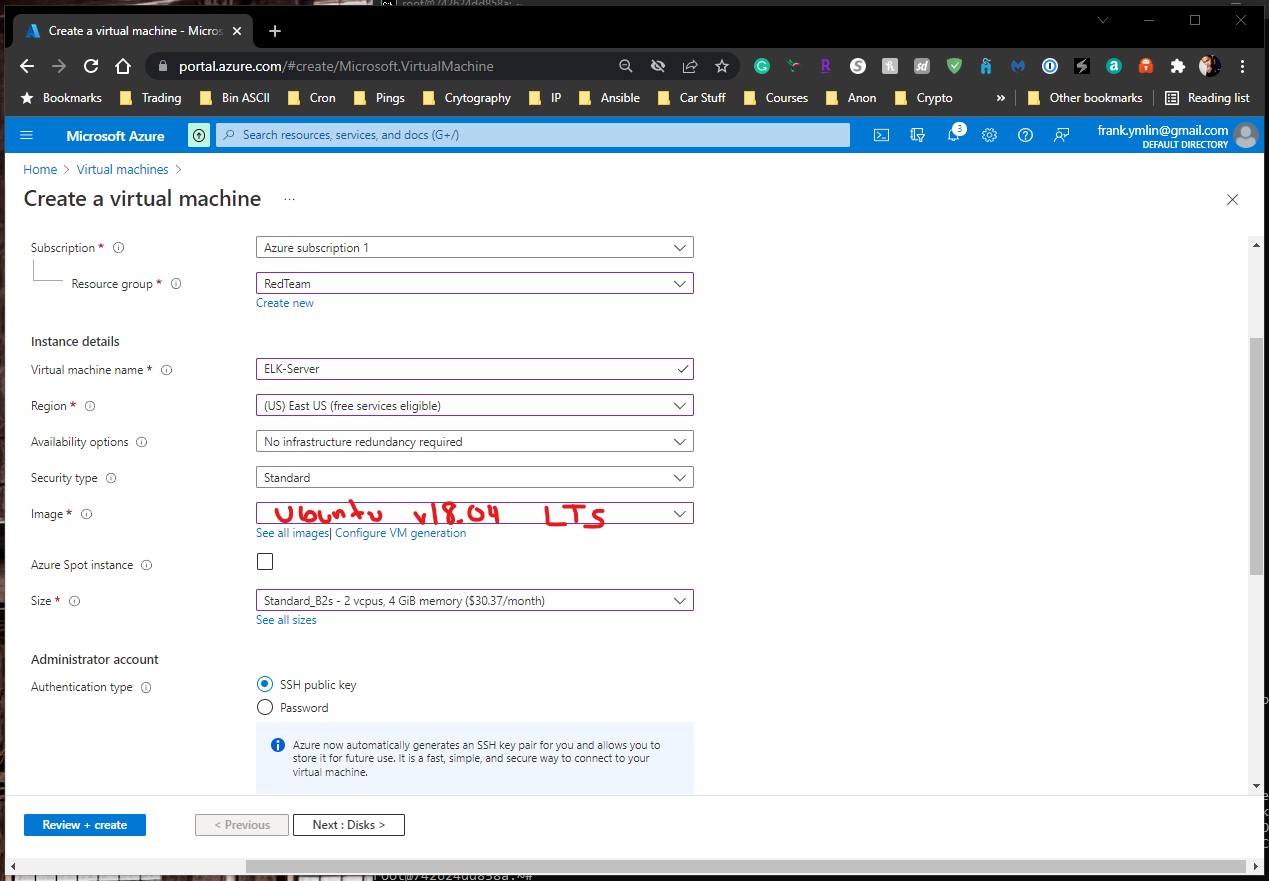 root@742624dd858a: ~
Create a virtual machine - Micros
portal.azure.com/#create/Microsoft.VirtualMachine
Bookmarks Trading Bin ASCII Cron Pings Crytography IP Ansible Car Stuff Courses Anon Crypto » Other bookmarks Reading list
Microsoft Azure Search resources, services, and docs (G+/) 3 frank.ymlin@gmail.com
DEFAULT DIRECTORY
Home > Virtual machines >
Create a virtual machine ...
Subscription * Azure subscription 1
Resource group * RedTeam
Create new
Instance details
Virtual machine name * ELK-Server
Region * (US) East US (free services eligible)
Availability options No infrastructure redundancy required
Security type Standard
Image * Ubuntu v18.04 LTS
See all images| Configure VM generation
Azure Spot instance
Size * Standard_B2s - 2 vcpus, 4 GiB memory ($30.37/month)
See all sizes
Administrator account
Authentication type SSH public key
Password
Azure now automatically generates an SSH key pair for you and allows you to
store it for future use. It is a fast, simple, and secure way to connect to your
virtual machine.
Review + create < Previous Next : Disks >
root@742624dd858a:~#